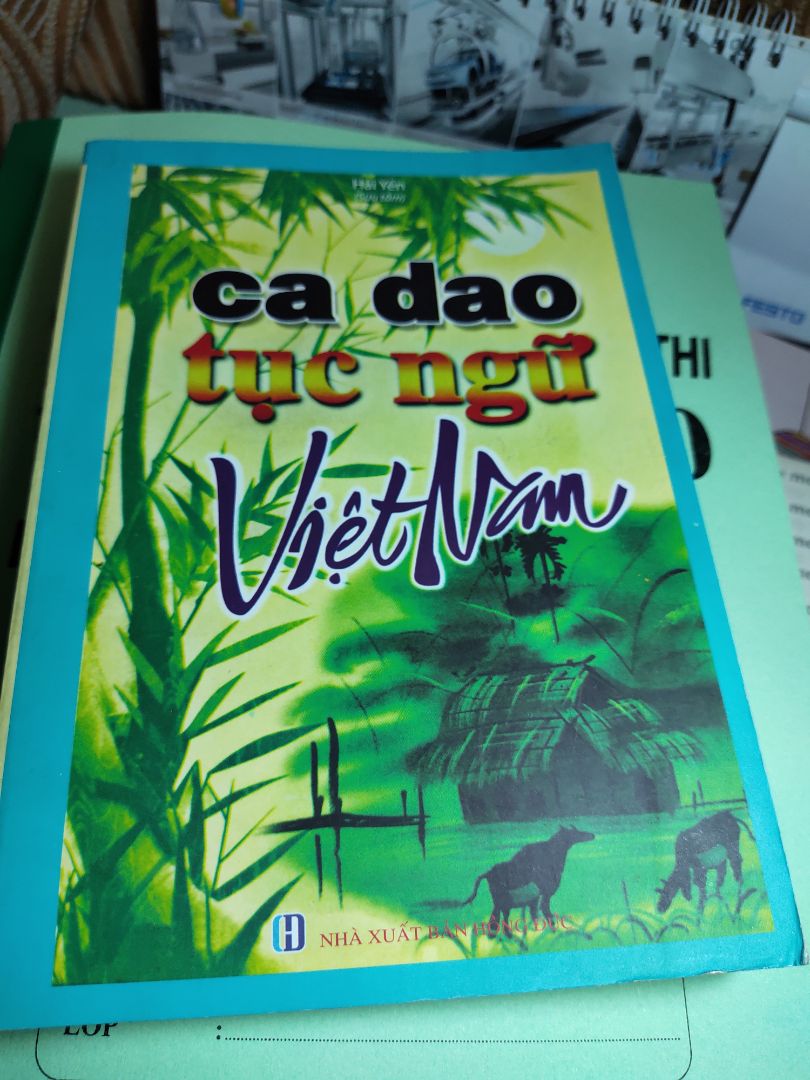 Hải Yến
ca dao
tục ngữ
Việt Nam
NHÀ XUẤT BẢN HỒNG ĐỨC
FESTO
THI
LỚP :